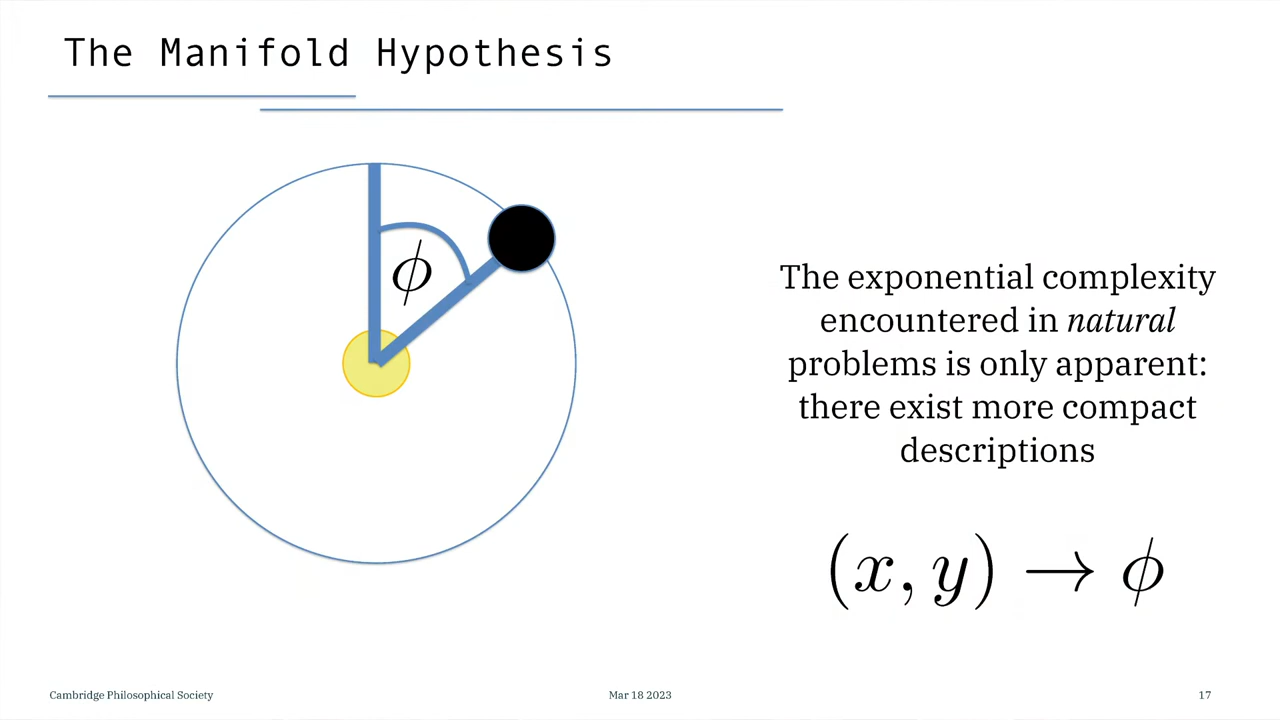 The Manifold Hypothesis
ϕ
The exponential complexity
encountered in natural
problems is only apparent:
there exist more compact
descriptions
(x, y) → ϕ
Cambridge Philosophical Society
Mar 18 2023
17